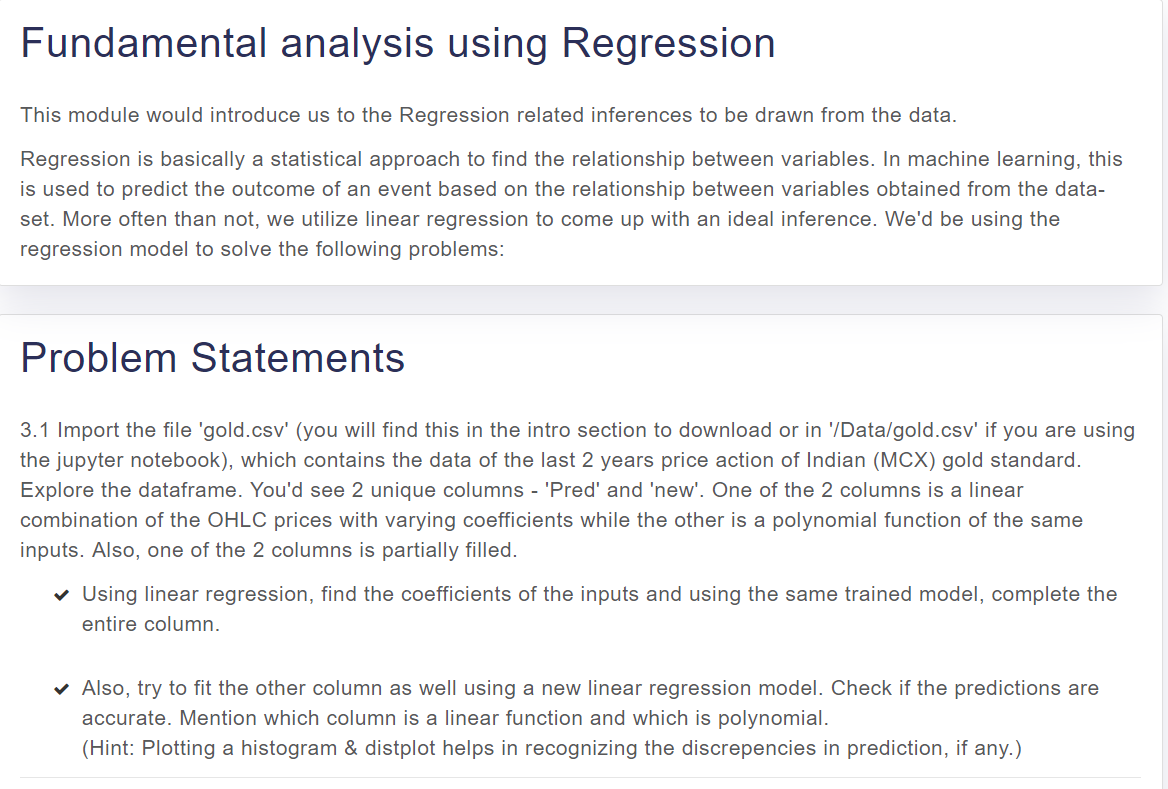 Fundamental analysis using Regression
This module would introduce us to the Regression related inferences to be drawn from the data.
Regression is basically a statistical approach to find the relationship between variables. In machine learning, this
is used to predict the outcome of an event based on the relationship between variables obtained from the data-
set. More often than not, we utilize linear regression to come up with an ideal inference. We'd be using the
regression model to solve the following problems:
Problem Statements
3.1 Import the file 'gold.csv' (you will find this in the intro section to download or in '/Data/gold.csv' if you are using
the jupyter notebook), which contains the data of the last 2 years price action of Indian (MCX) gold standard.
Explore the dataframe. You'd see 2 unique columns - 'Pred' and 'new'. One of the 2 columns is a linear
combination of the OHLC prices with varying coefficients while the other is a polynomial function of the same
inputs. Also, one of the 2 columns is partially filled.
✔ Using linear regression, find the coefficients of the inputs and using the same trained model, complete the
entire column.
✔ Also, try to fit the other column as well using a new linear regression model. Check if the predictions are
accurate. Mention which column is a linear function and which is polynomial.
(Hint: Plotting a histogram & distplot helps in recognizing the discrepencies in prediction, if any.)